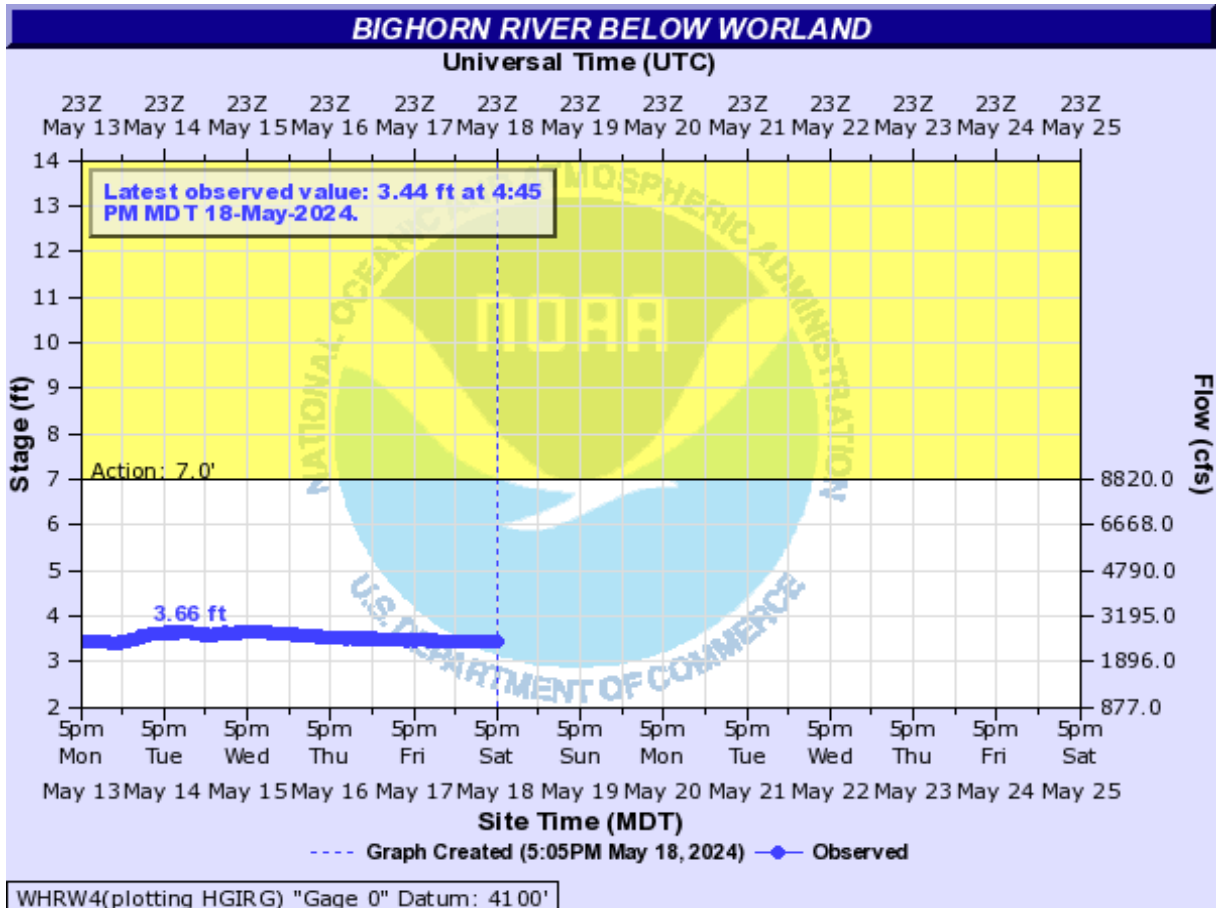 BIGHORN RIVER BELOW WORLAND
Universal Time (UTC)
23Z 23Z 23Z 23Z 23Z 23Z 23Z 23Z 23Z 23Z 23Z 23Z 23Z
May 13 May 14 May 15 May 16 May 17 May 18 May 19 May 20 May 21 May 22 May 23 May 24 May 25
Latest observed value: 3.44 ft at 4:45
PM MDT 18-May-2024.
NATIONAL OCEANIC AND ATMOSPHERIC ADMINISTRATION
NOAA
U.S. DEPARTMENT OF COMMERCE
Stage (ft)
14
13
12
11
10
9
8
7
6
5
4
3
2
Action: 7.0'
3.66 ft
Flow (cfs)
8820.0
6668.0
4790.0
3195.0
1896.0
877.0
5pm 5pm 5pm 5pm 5pm 5pm 5pm 5pm 5pm 5pm 5pm 5pm 5pm
Mon Tue Wed Thu Fri Sat Sun Mon Tue Wed Thu Fri Sat
May 13 May 14 May 15 May 16 May 17 May 18 May 19 May 20 May 21 May 22 May 23 May 24 May 25
Site Time (MDT)
Graph Created (5:05PM May 18, 2024) Observed
WHRW4(plotting HGIRG) "Gage 0" Datum: 4100'